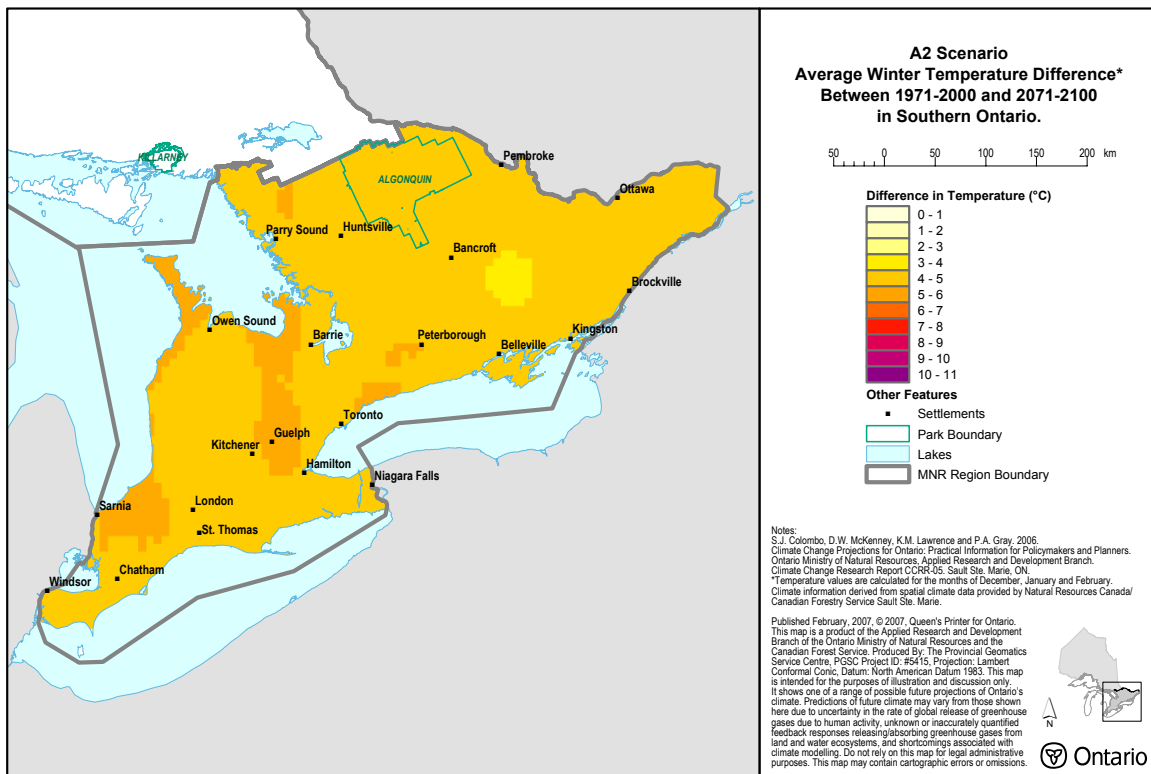 A2 Scenario
Average Winter Temperature Difference*
Between 1971-2000 and 2071-2100
in Southern Ontario.
50 0 50 100 150 200 km
Difference in Temperature (°C)
0 - 1
1 - 2
2 - 3
3 - 4
4 - 5
5 - 6
6 - 7
7 - 8
8 - 9
9 - 10
10 - 11
Other Features
Settlements
Park Boundary
Lakes
MNR Region Boundary
KILLARNEY
ALGONQUIN
Pembroke
Ottawa
Parry Sound
Huntsville
Bancroft
Brockville
Owen Sound
Barrie
Peterborough
Kingston
Belleville
Toronto
Guelph
Kitchener
Hamilton
Niagara Falls
Sarnia
London
St. Thomas
Chatham
Windsor
Notes:
S.J. Colombo, D.W. McKenney, K.M. Lawrence and P.A. Gray. 2006.
Climate Change Projections for Ontario: Practical Information for Policymakers and Planners.
Ontario Ministry of Natural Resources, Applied Research and Development Branch.
Climate Change Research Report CCRR-05. Sault Ste. Marie, ON.
*Temperature values are calculated for the months of December, January and February.
Climate information derived from spatial climate data provided by Natural Resources Canada/
Canadian Forestry Service Sault Ste. Marie.
Published February, 2007, © 2007, Queen's Printer for Ontario.
This map is a product of the Applied Research and Development
Branch of the Ontario Ministry of Natural Resources and the
Canadian Forest Service. Produced By: The Provincial Geomatics
Service Centre, PGSC Project ID: #5415, Projection: Lambert
Conformal Conic, Datum: North American Datum 1983. This map
is intended for the purposes of illustration and discussion only.
It shows one of a range of possible future projections of Ontario's
climate. Predictions of future climate may vary from those shown
here due to uncertainty in the rate of global release of greenhouse
gases due to human activity, unknown or inaccurately quantified
feedback responses releasing/absorbing greenhouse gases from
land and water ecosystems, and shortcomings associated with
climate modelling. Do not rely on this map for legal administrative
purposes. This map may contain cartographic errors or omissions.
N
Ontario